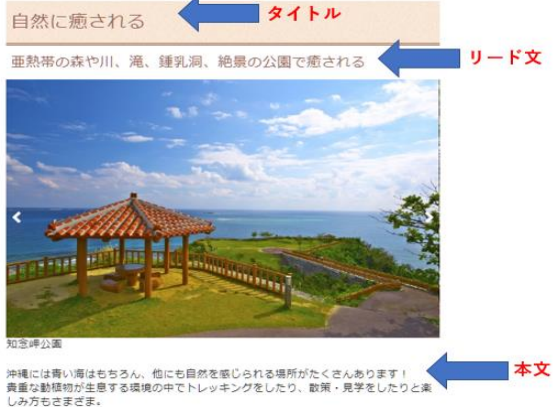 自然に癒される
タイトル
亜熱帯の森や川、滝、鍾乳洞、絶景の公園で癒される
リード文
知念岬公園
沖縄には青い海はもちろん、他にも自然を感じられる場所がたくさんあります！
本文
貴重な動植物が生息する環境の中でトレッキングをしたり、散策・見学をしたりと楽
しみ方もさまざま。